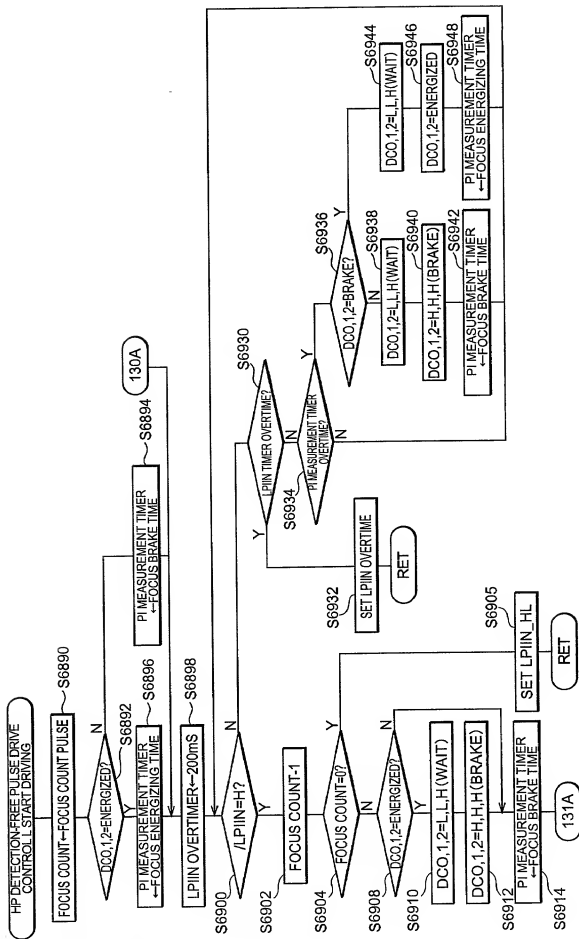 HP DETECTION-FREE PULSE DRIVE
CONTROL L START DRIVING
FOCUS COUNT←FOCUS COUNT PULSE
S6890
DCO,1,2=ENERGIZED?
S6892
N
Y
PI MEASUREMENT TIMER
←FOCUS ENERGIZING TIME
S6896
PI MEASUREMENT TIMER
←FOCUS BRAKE TIME
S6894
130A
LPIIN OVERTIMER←200mS
S6898
/LPIIN=H?
S6900
N
Y
FOCUS COUNT-1
S6902
FOCUS COUNT=0?
S6904
Y
N
SET LPIIN_HL
S6905
RET
DCO,1,2=ENERGIZED?
S6908
N
Y
DCO,1,2=L,L,H(WAIT)
S6910
DCO,1,2=H,H,H(BRAKE)
S6912
PI MEASUREMENT TIMER
←FOCUS BRAKE TIME
S6914
131A
LPIIN TIMER OVERTIME?
S6930
Y
N
SET LPIIN OVERTIME
S6932
RET
PI MEASUREMENT TIMER
OVERTIME?
S6934
Y
N
DCO,1,2=BRAKE?
S6936
Y
N
DCO,1,2=L,L,H(WAIT)
S6938
DCO,1,2=H,H,H(BRAKE)
S6940
PI MEASUREMENT TIMER
←FOCUS BRAKE TIME
S6942
DCO,1,2=L,L,H(WAIT)
S6944
DCO,1,2=ENERGIZED
S6946
PI MEASUREMENT TIMER
←FOCUS ENERGIZING TIME
S6948